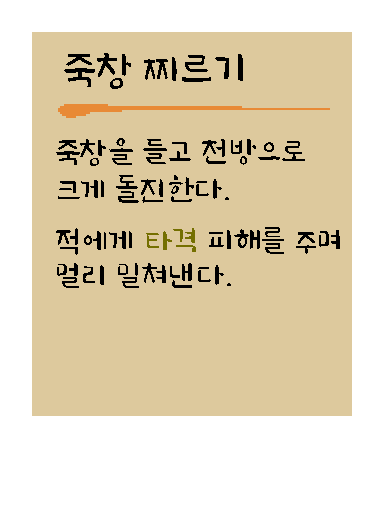 죽창 찌르기
죽창을 들고 전방으로
크게 돌진한다.
적에게 타격 피해를 주며
멀리 밀쳐낸다.